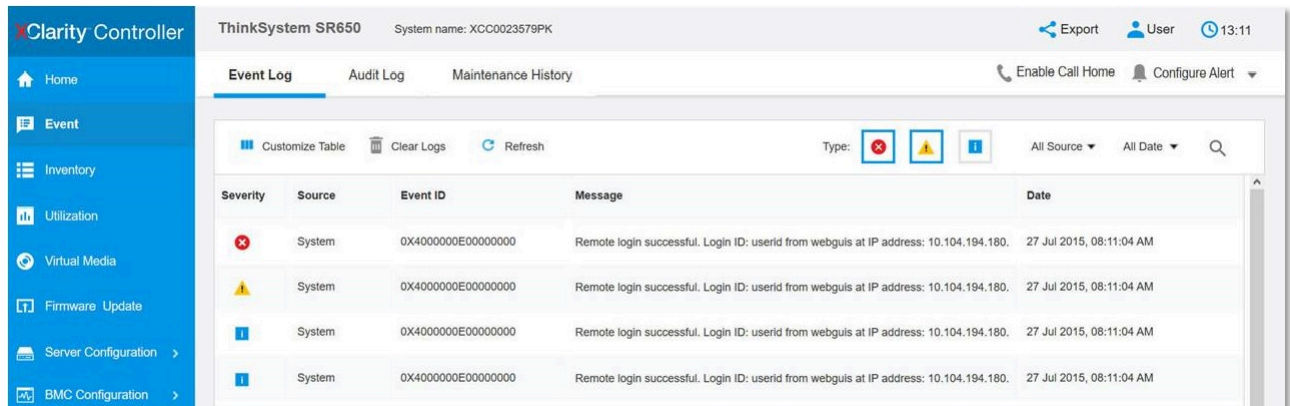 XClarity Controller
ThinkSystem SR650 System name: XCC0023579PK Export User 13:11
Home
Event Log Audit Log Maintenance History Enable Call Home Configure Alert
Event
Customize Table Clear Logs Refresh Type: All Source All Date
Inventory
Severity Source Event ID Message Date
Utilization
System 0X4000000E00000000 Remote login successful. Login ID: userid from webguis at IP address: 10.104.194.180. 27 Jul 2015, 08:11:04 AM
Virtual Media
System 0X4000000E00000000 Remote login successful. Login ID: userid from webguis at IP address: 10.104.194.180. 27 Jul 2015, 08:11:04 AM
Firmware Update
System 0X4000000E00000000 Remote login successful. Login ID: userid from webguis at IP address: 10.104.194.180. 27 Jul 2015, 08:11:04 AM
Server Configuration
System 0X4000000E00000000 Remote login successful. Login ID: userid from webguis at IP address: 10.104.194.180. 27 Jul 2015, 08:11:04 AM
BMC Configuration